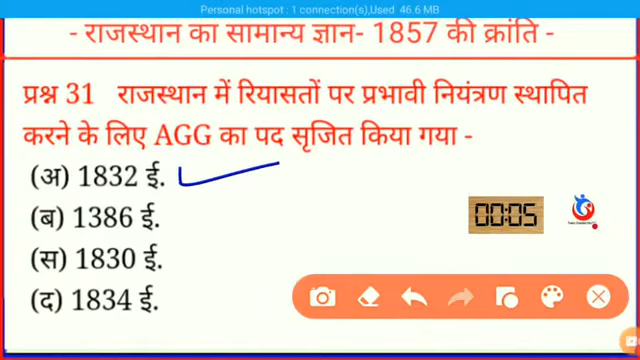 Personal hotspot : 1 connection(s),Used 46.6 MB
- राजस्थान का सामान्य ज्ञान- 1857 की क्रांति -
प्रश्न 31 राजस्थान में रियासतों पर प्रभावी नियंत्रण स्थापित
करने के लिए AGG का पद सृजित किया गया -
(अ) 1832 ई.
(ब) 1386 ई.
(स) 1830 ई.
(द) 1834 ई.
00:05